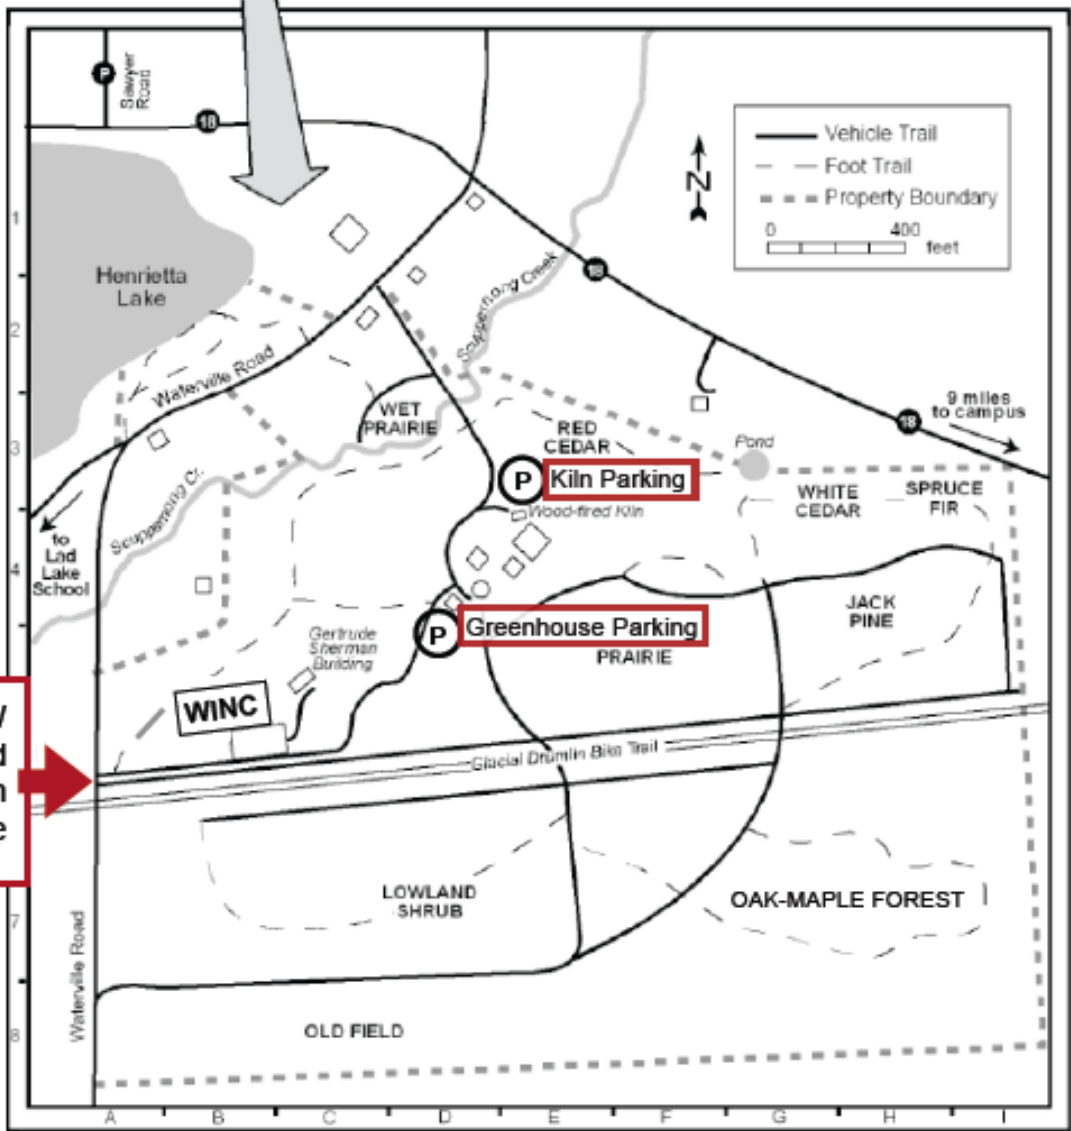 P
Sawyer
Road
18
Vehicle Trail
Foot Trail
Property Boundary
N
0 400
feet
1
Henrietta
Lake
Scuppernong Creek
18
2
Waterville Road
WET
PRAIRIE
9 miles
to campus
18
RED
CEDAR
3
Pond
P
Kiln Parking
WHITE
CEDAR
SPRUCE
FIR
Scuppernong Cr.
Wood-fired Kiln
to
Lad
Lake
School
4
JACK
PINE
P
Greenhouse Parking
Gertrude
Sherman
Building
PRAIRIE
WINC
Glacial Drumlin Bike Trail
LOWLAND
SHRUB
OAK-MAPLE FOREST
7
Waterville Road
OLD FIELD
8
A B C D E F G H I